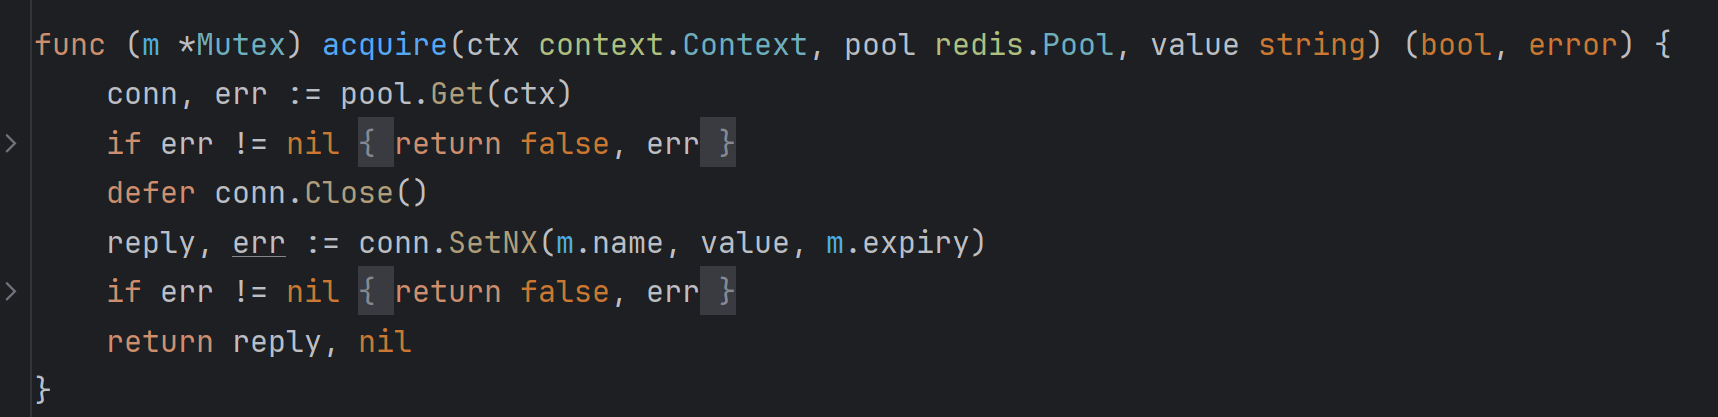 func (m *Mutex) acquire(ctx context.Context, pool redis.Pool, value string) (bool, error) {
    conn, err := pool.Get(ctx)
    if err != nil { return false, err }
    defer conn.Close()
    reply, err := conn.SetNX(m.name, value, m.expiry)
    if err != nil { return false, err }
    return reply, nil
}